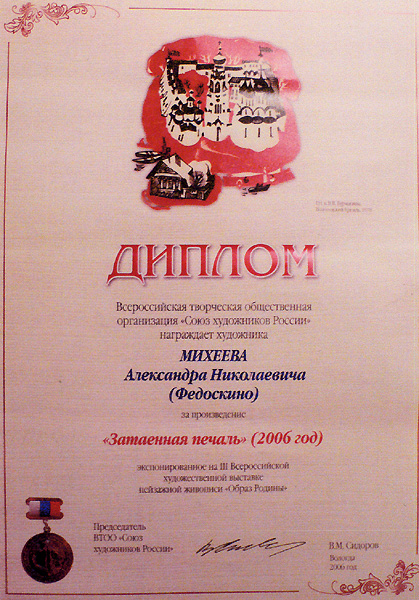 ДИПЛОМ
Всероссийская творческая общественная
организация «Союз художников России»
награждает художника
МИХЕЕВА
Александра Николаевича
(Федоскино)
за произведение
«Затаенная печаль» (2006 год)
экспонированное на III Всероссийской
художественной выставке
пейзажной живописи «Образ Родины»
Председатель
ВТОО «Союз
художников России»
В.М. Сидоров
Вологда
2006 год